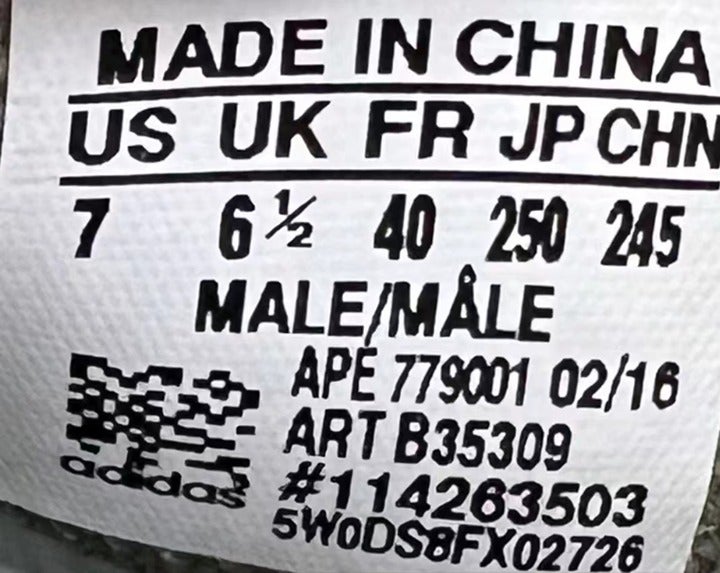 MADE IN CHINA
US UK FR JP CHN
7 6½ 40 250 245
MALE/MÅLE
APE 779001 02/16
ART B35309
#114263503
5W0DS8FX02726
adidas